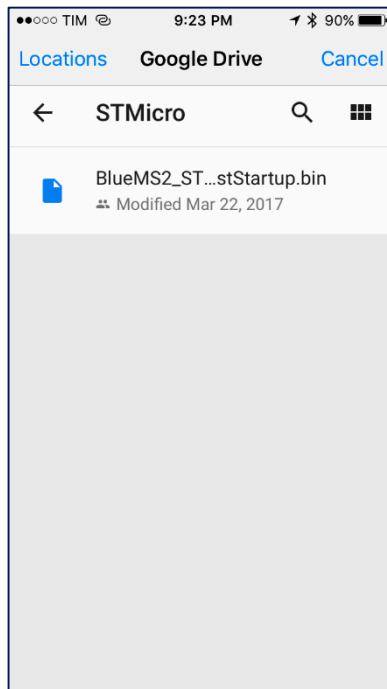 TIM 9:23 PM 90%
Locations Google Drive Cancel
STMicro
BlueMS2_ST...stStartup.bin
Modified Mar 22, 2017